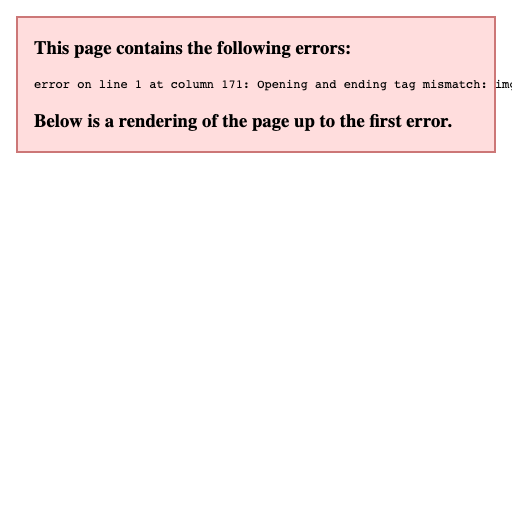 This page contains the following errors:
error on line 1 at column 171: Opening and ending tag mismatch:
Below is a rendering of the page up to the first error.